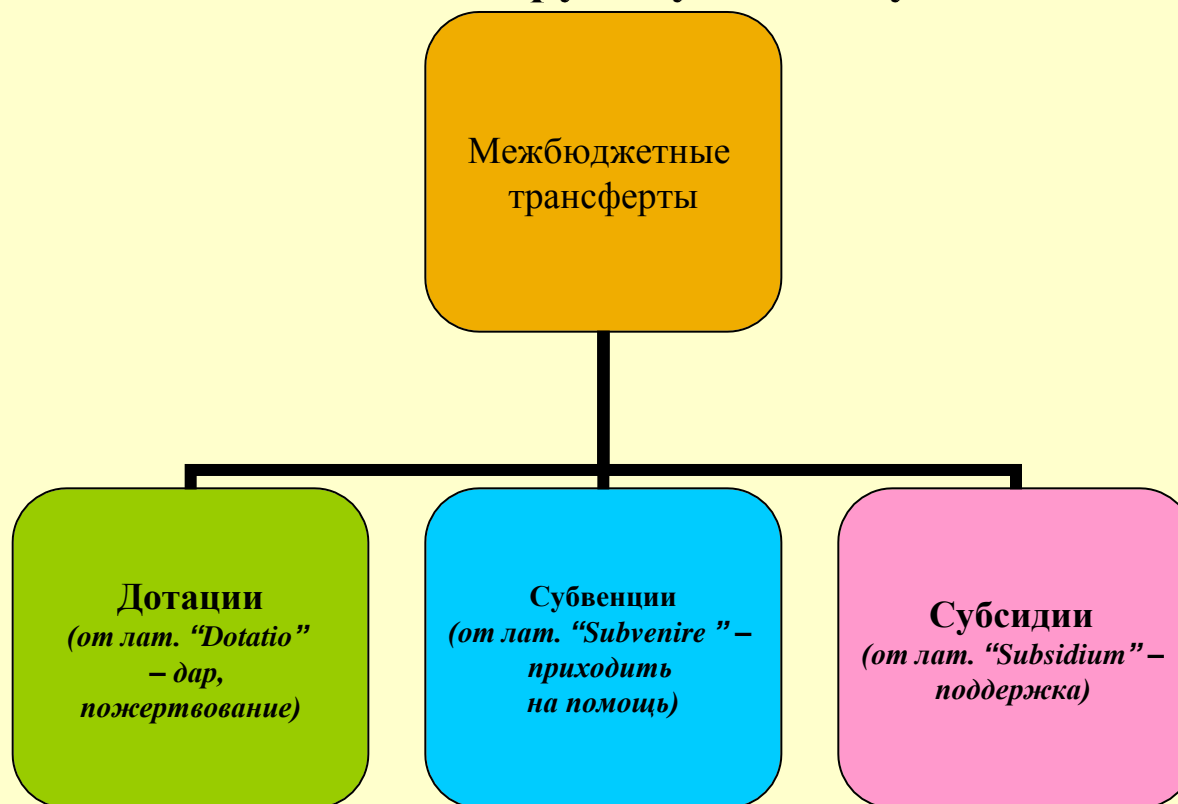 Межбюджетные
трансферты
Дотации
(от лат. “Dotatio”
– дар,
пожертвование)
Субвенции
(от лат. “Subvenire ” –
приходить
на помощь)
Субсидии
(от лат. “Subsidium” –
поддержка)